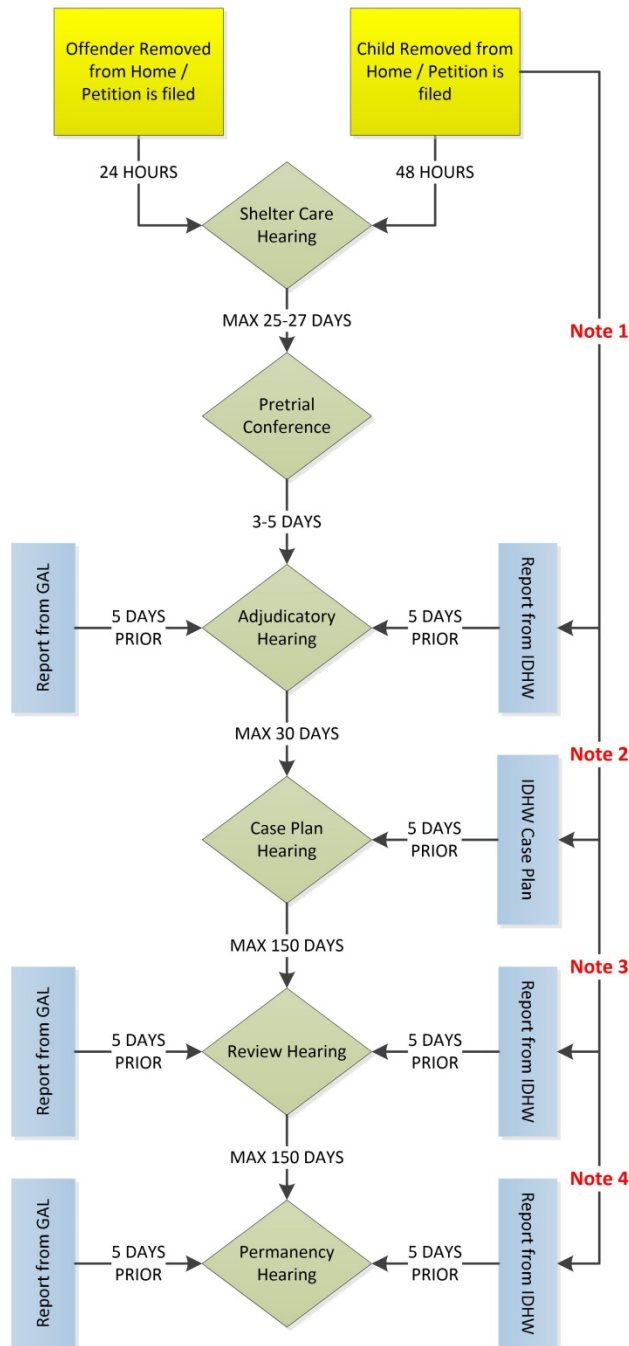 Offender Removed
from Home /
Petition is filed
Child Removed from
Home / Petition is
filed
24 HOURS
48 HOURS
Shelter Care
Hearing
MAX 25-27 DAYS
Note 1
Pretrial
Conference
3-5 DAYS
Report from GAL
5 DAYS
PRIOR
Adjudicatory
Hearing
5 DAYS
PRIOR
Report from IDHW
MAX 30 DAYS
Note 2
Case Plan
Hearing
5 DAYS
PRIOR
IDHW Case Plan
MAX 150 DAYS
Note 3
Report from GAL
5 DAYS
PRIOR
Review Hearing
5 DAYS
PRIOR
Report from IDHW
MAX 150 DAYS
Note 4
Report from GAL
5 DAYS
PRIOR
Permanency
Hearing
5 DAYS
PRIOR
Report from IDHW